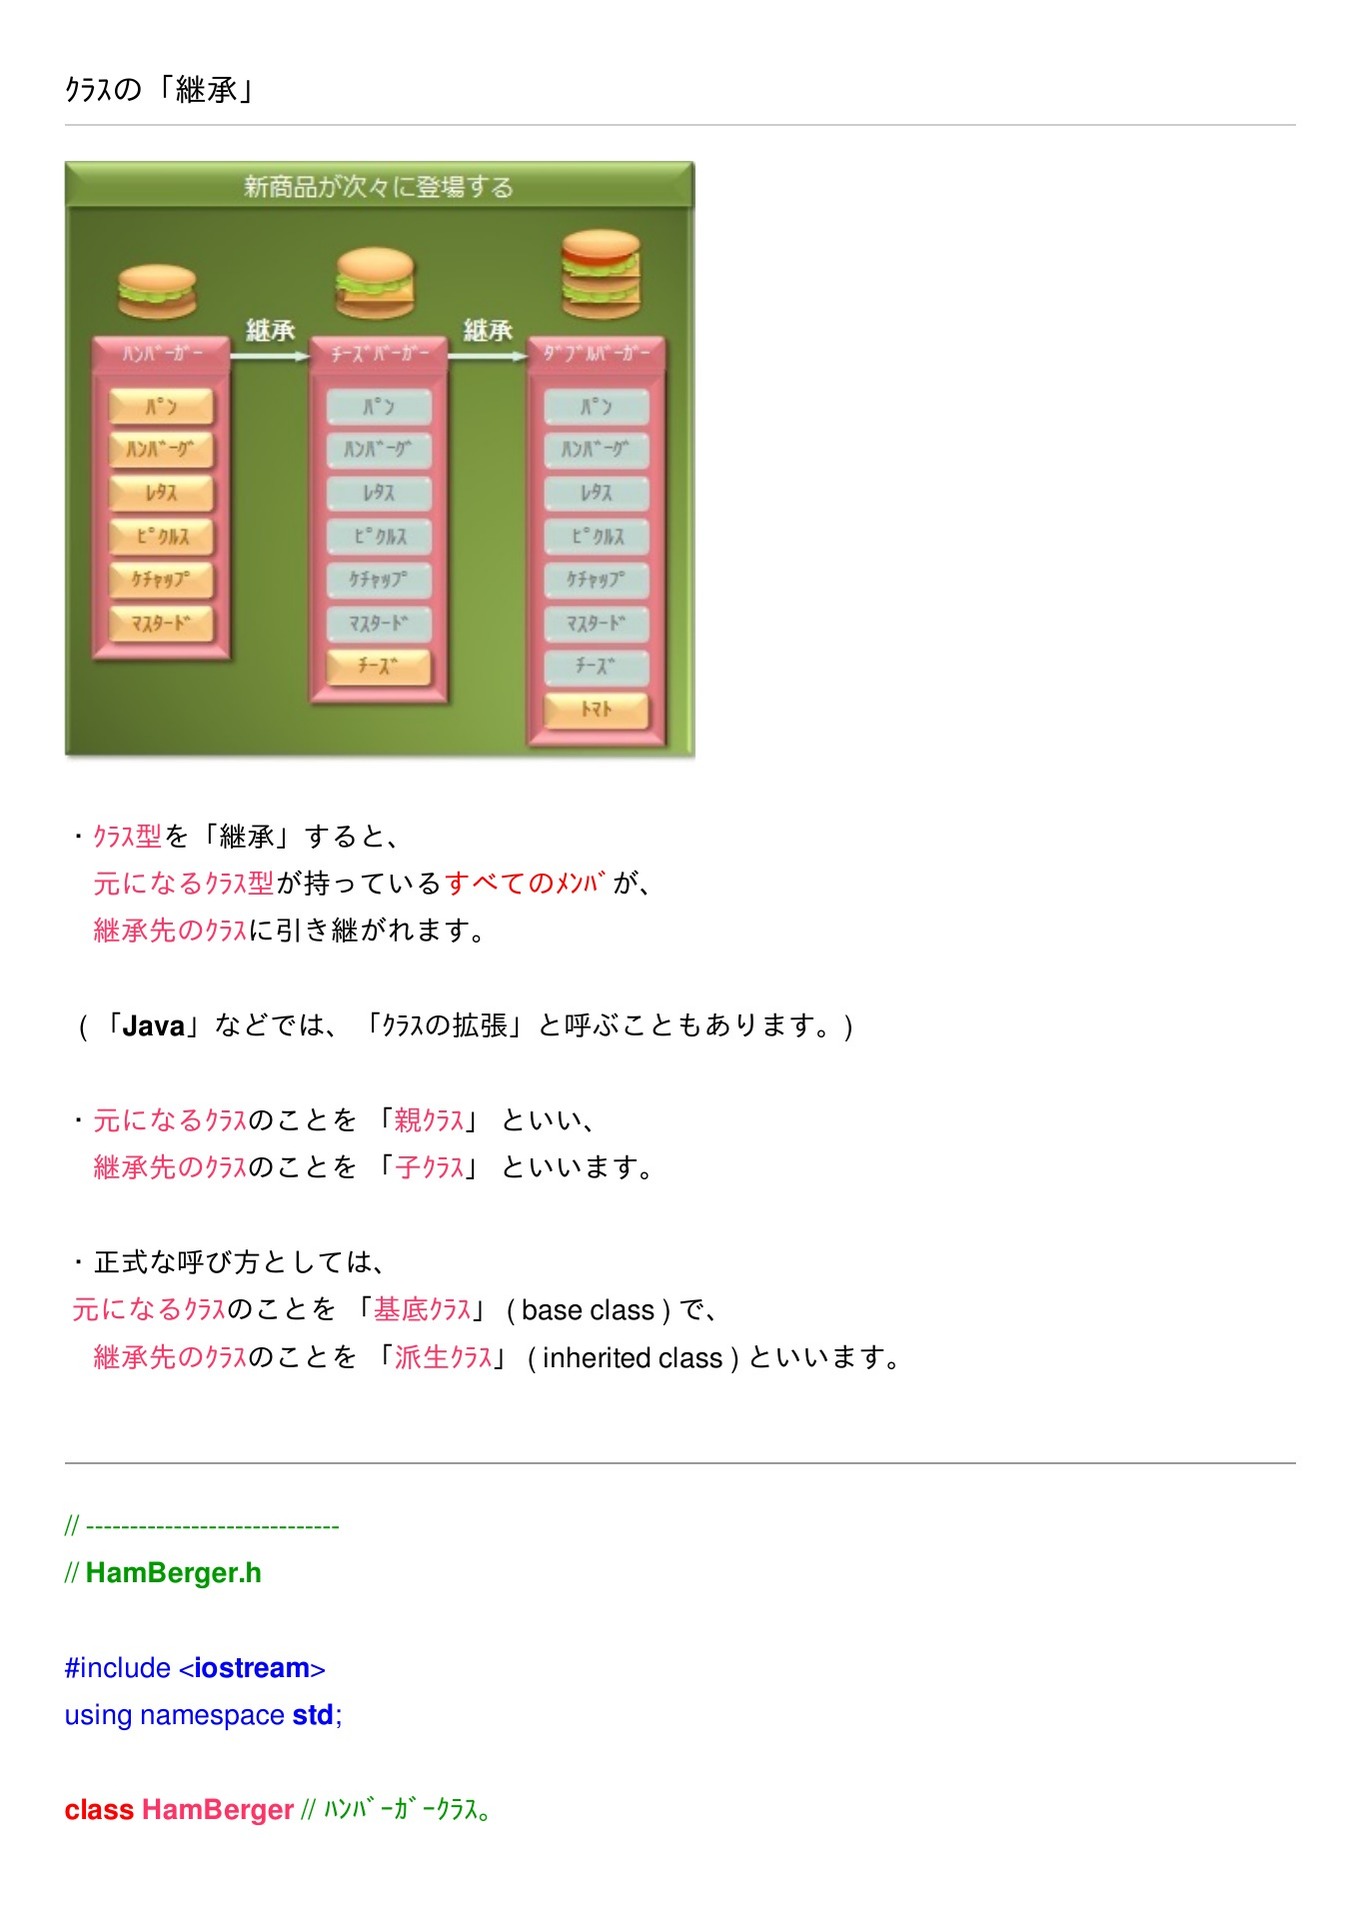 ｸﾗｽの「継承」
新商品が次々に登場する
継承 継承
ﾊﾝﾊﾞｰｶﾞｰ ﾁｰｽﾞﾊﾞｰｶﾞｰ ﾀﾞﾌﾞﾙﾊﾞｰｶﾞｰ
ﾊﾟﾝ ﾊﾟﾝ ﾊﾟﾝ
ﾊﾝﾊﾞｰｸﾞ ﾊﾝﾊﾞｰｸﾞ ﾊﾝﾊﾞｰｸﾞ
ﾚﾀｽ ﾚﾀｽ ﾚﾀｽ
ﾋﾟｸﾙｽ ﾋﾟｸﾙｽ ﾋﾟｸﾙｽ
ｹﾁｬｯﾌﾟ ｹﾁｬｯﾌﾟ ｹﾁｬｯﾌﾟ
ﾏｽﾀｰﾄﾞ ﾏｽﾀｰﾄﾞ ﾏｽﾀｰﾄﾞ
ﾁｰｽﾞ ﾁｰｽﾞ
ﾄﾏﾄ
・ｸﾗｽ型を「継承」すると、
元になるｸﾗｽ型が持っているすべてのﾒﾝﾊﾞが、
継承先のｸﾗｽに引き継がれます。
( 「Java」などでは、「ｸﾗｽの拡張」と呼ぶこともあります。)
・元になるｸﾗｽのことを 「親ｸﾗｽ」 といい、
継承先のｸﾗｽのことを 「子ｸﾗｽ」 といいます。
・正式な呼び方としては、
元になるｸﾗｽのことを 「基底ｸﾗｽ」 ( base class ) で、
継承先のｸﾗｽのことを 「派生ｸﾗｽ」 ( inherited class ) といいます。
// -----------------------------
// HamBerger.h
#include <iostream>
using namespace std;
class HamBerger // ﾊﾝﾊﾞｰｶﾞｰｸﾗｽ。